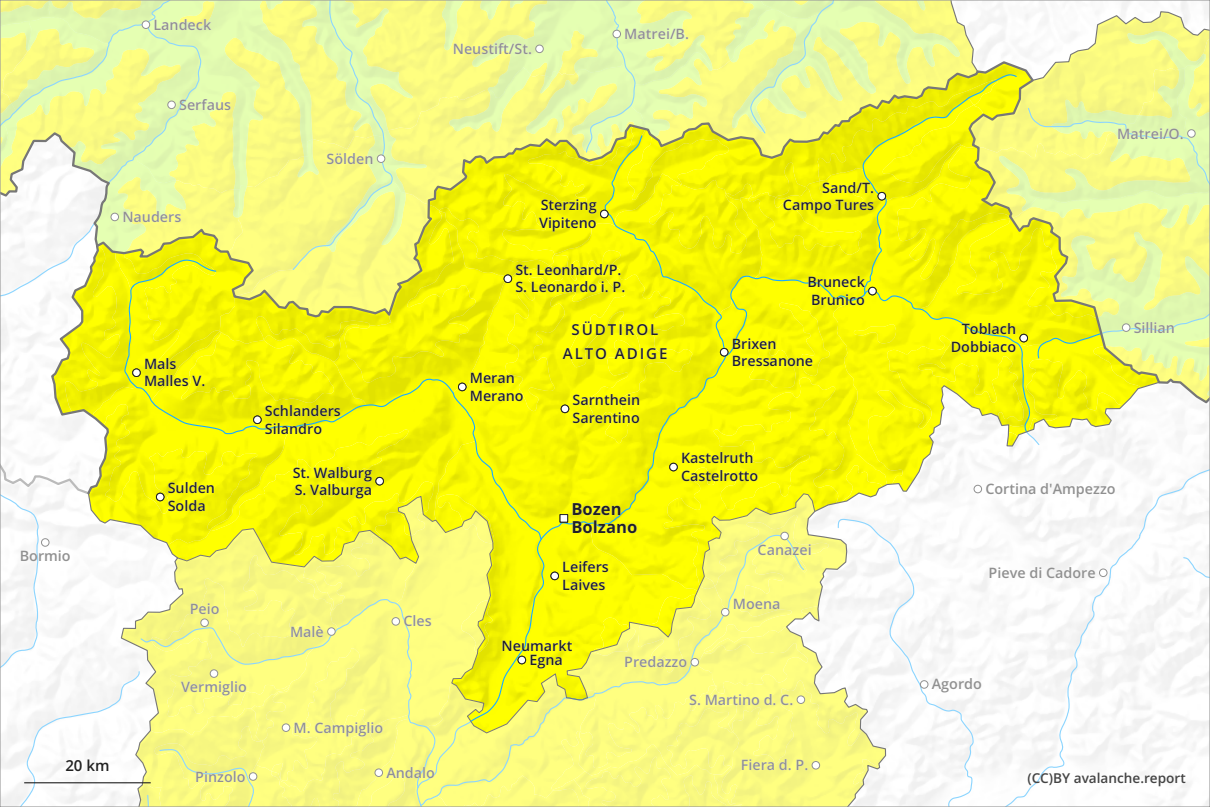 Landeck
Matrei/B.
Neustift/St.
Serfaus
Matrei/O.
Sölden
Sand/T.
Campo Tures
Nauders
Sterzing
Vipiteno
St. Leonhard/P.
S. Leonardo i. P.
Bruneck
Brunico
SÜDTIROL
ALTO ADIGE
Toblach
Dobbiaco
Sillian
Brixen
Bressanone
Mals
Malles V.
Meran
Merano
Sarnthein
Sarentino
Schlanders
Silandro
Kastelruth
Castelrotto
St. Walburg
S. Valburga
Sulden
Solda
Cortina d'Ampezzo
Bozen
Bolzano
Bormio
Canazei
Leifers
Laives
Pieve di Cadore
Peio
Moena
Malè
Cles
Neumarkt
Egna
Predazzo
Vermiglio
Agordo
S. Martino d. C.
M. Campiglio
Fiera d. P.
20 km
Pinzolo
Andalo
(CC)BY avalanche.report